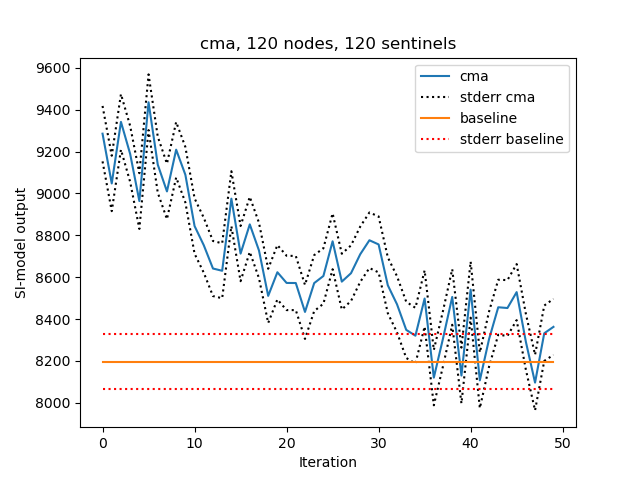 cma, 120 nodes, 120 sentinels
9600
9400
9200
9000
8800
8600
8400
8200
8000
SI-model output
cma
stderr cma
baseline
stderr baseline
0
10
20
30
40
50
Iteration